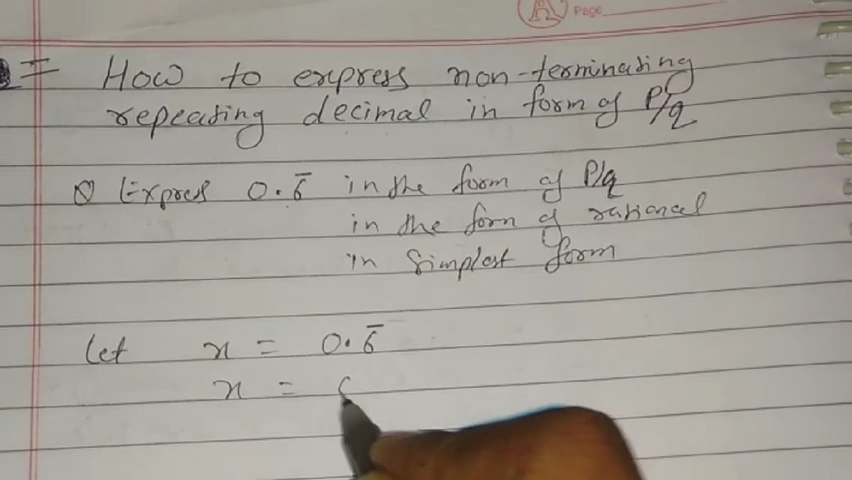 Page
How to express non-terminating
repeating decimal in form of P/q
Q Express 0.6̅ in the form of P/q
in the form of rational
in Simplest form
Let x = 0.6̅
x =